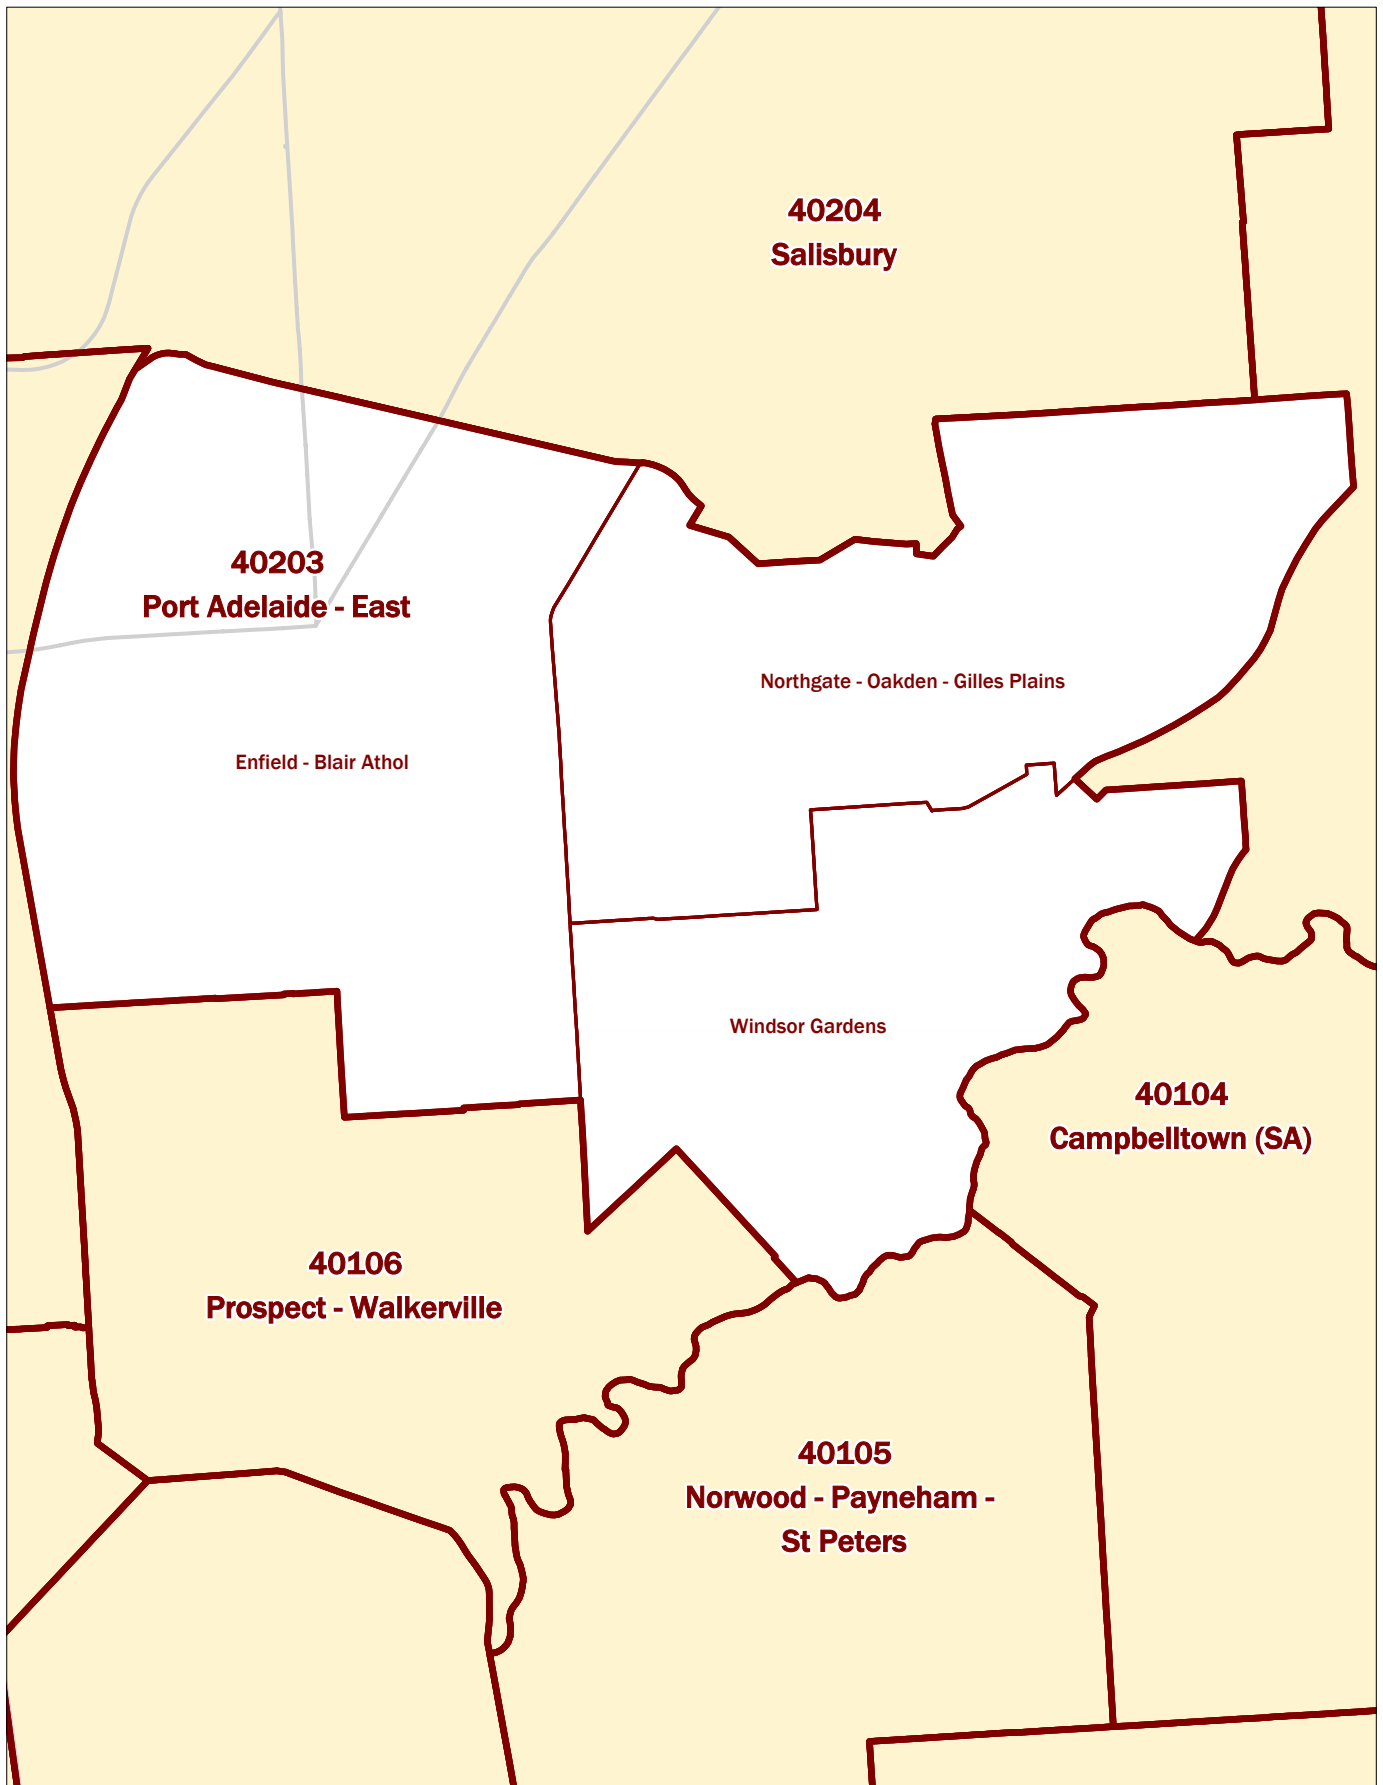 40204
Salisbury
40203
Port Adelaide - East
Northgate - Oakden - Gilles Plains
Enfield - Blair Athol
Windsor Gardens
40104
Campbelltown (SA)
40106
Prospect - Walkerville
40105
Norwood - Payneham -
St Peters